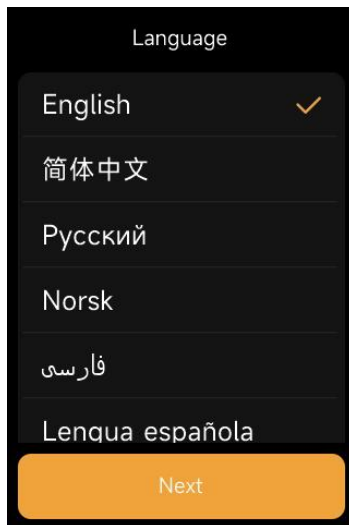 Language
English
简体中文
Русский
Norsk
فارسی
Lengua española
Next